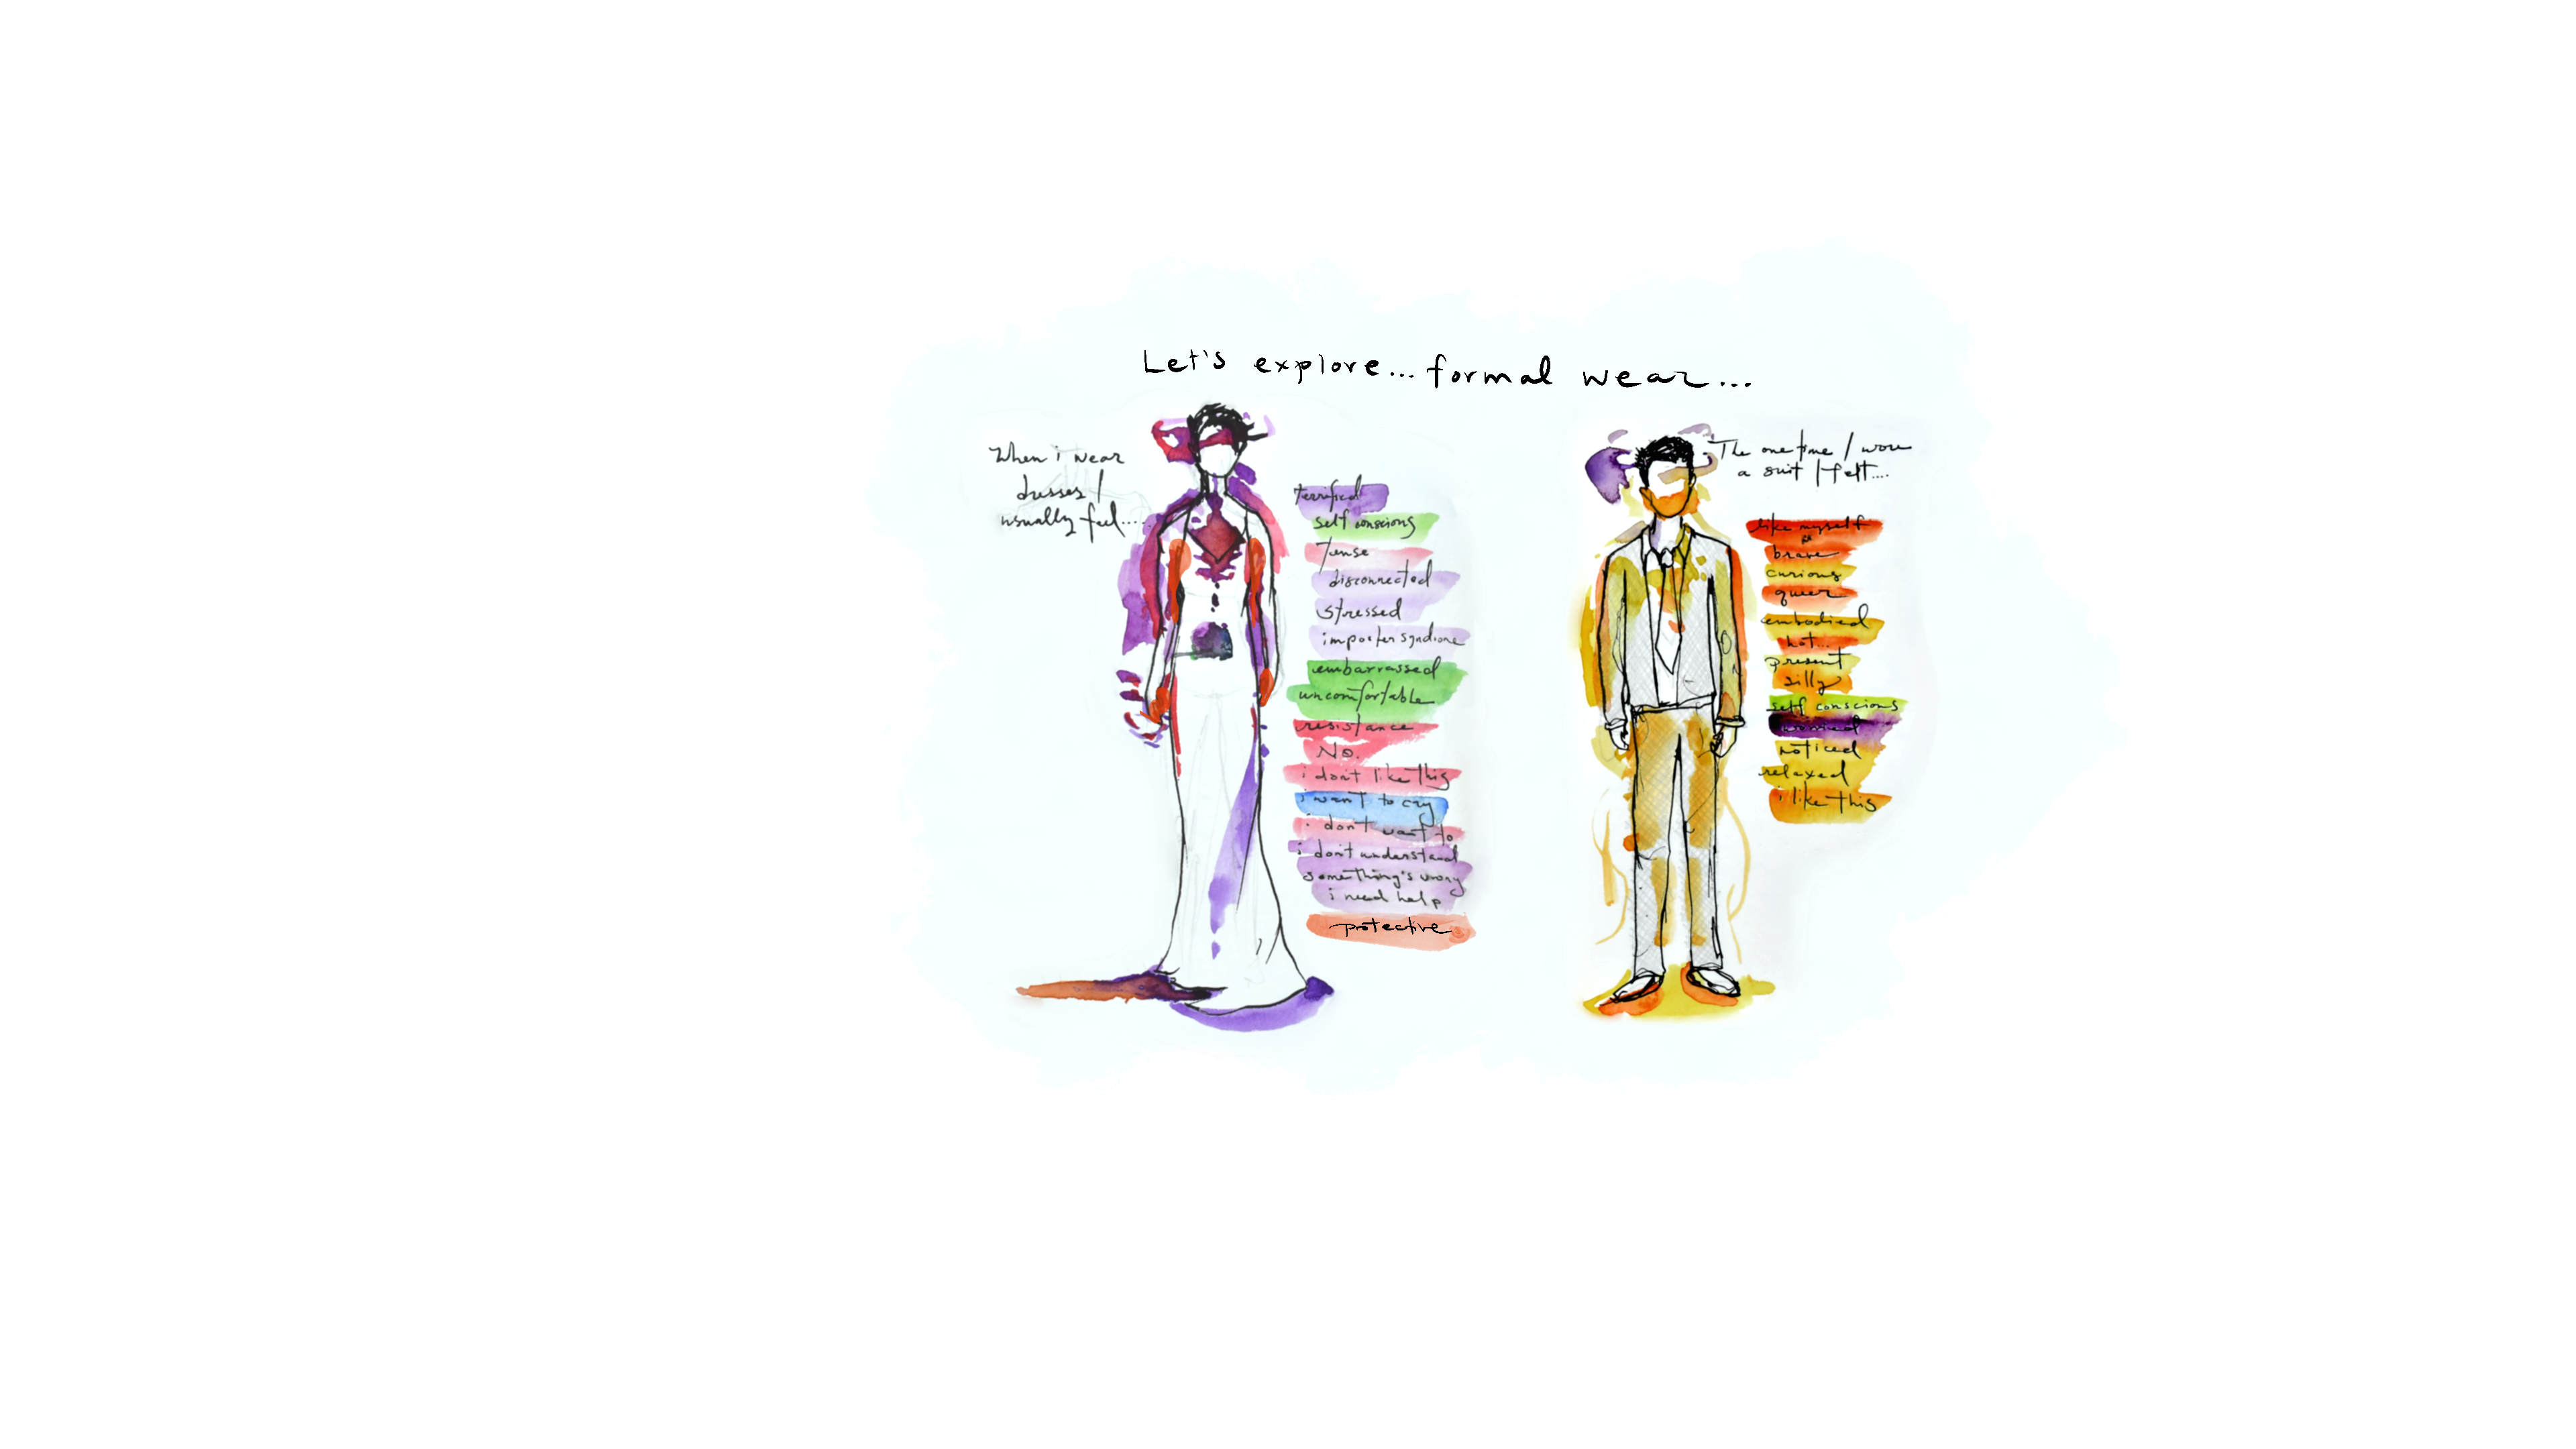 Let's explore... formal wear...
When i wear
dresses I
usually feel.....
terrified
self conscious
Tense
disconnected
stressed
imposter syndrome
embarrassed
uncomfortable
resistance
No.
i don't like this
i want to cry
i don't want to
i don't understand
something's wrong
i need help
protective
The one time I wore
a suit I felt....
like myself
brave
curious
queer
embodied
hot...
present
silly
self conscious
worried
noticed
relaxed
i like this